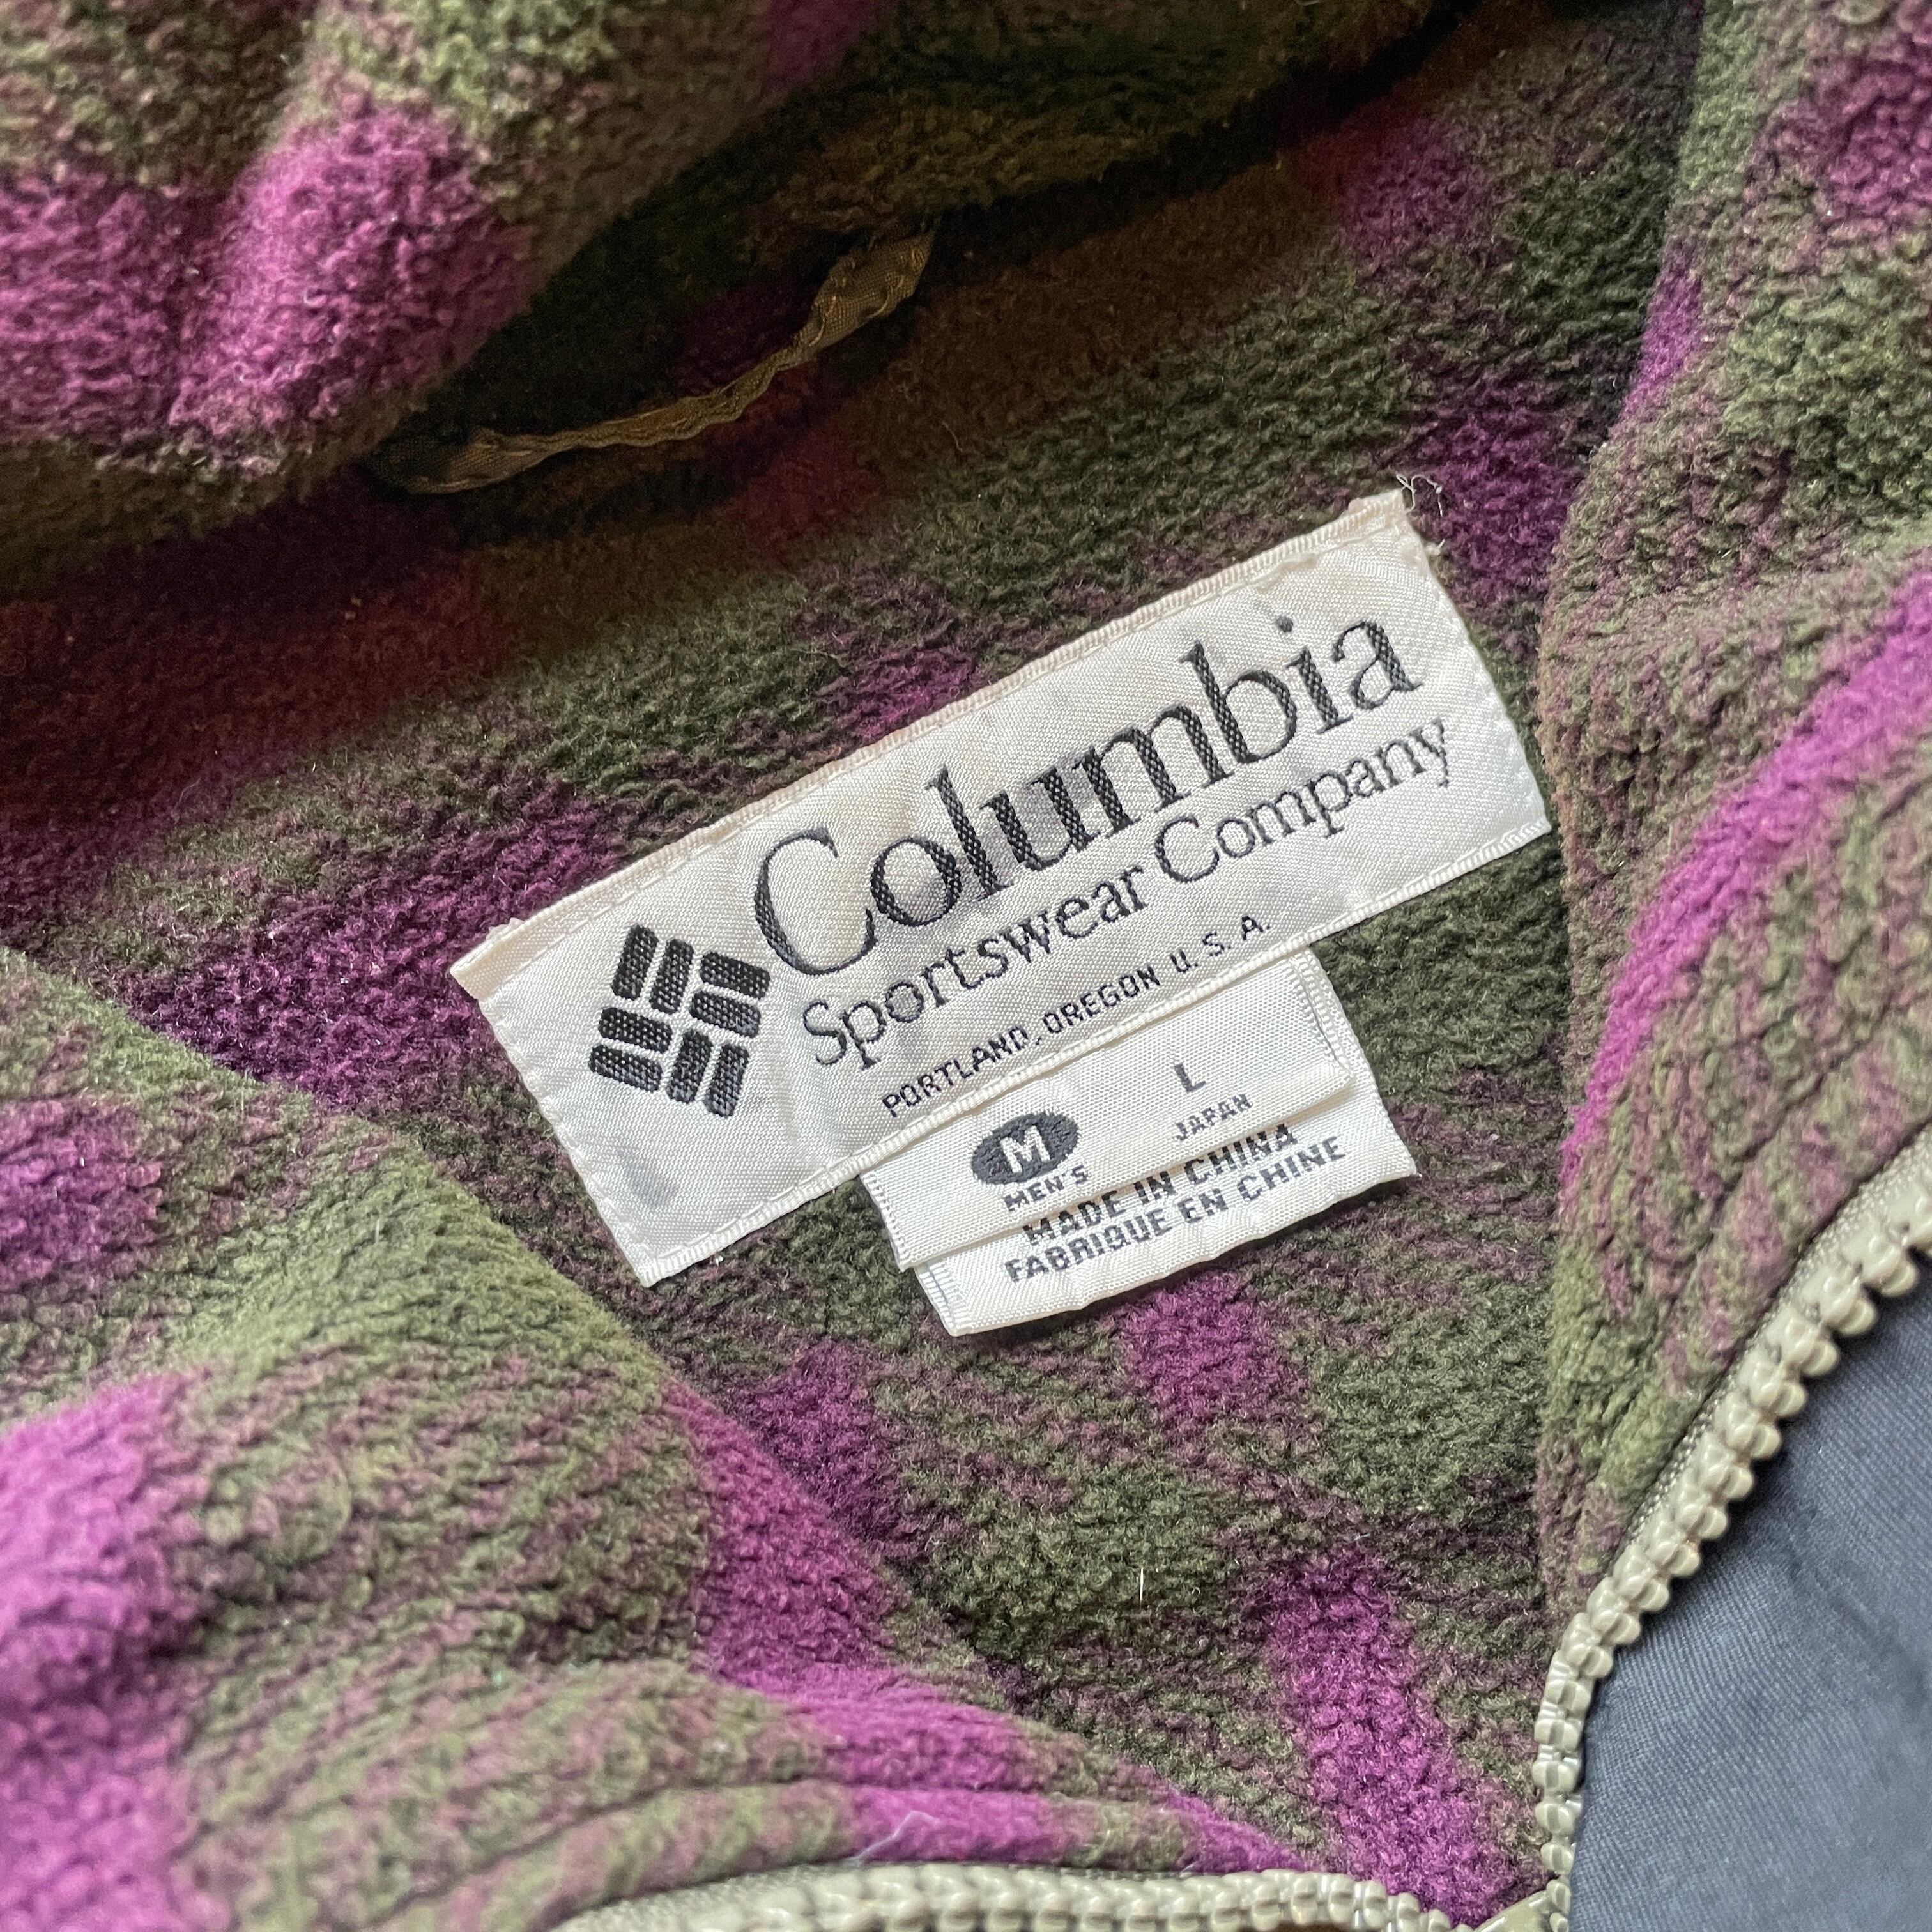 Columbia
Sportswear Company
PORTLAND, OREGON U. S. A.
M L
MEN'S JAPAN
MADE IN CHINA
FABRIQUE EN CHINE